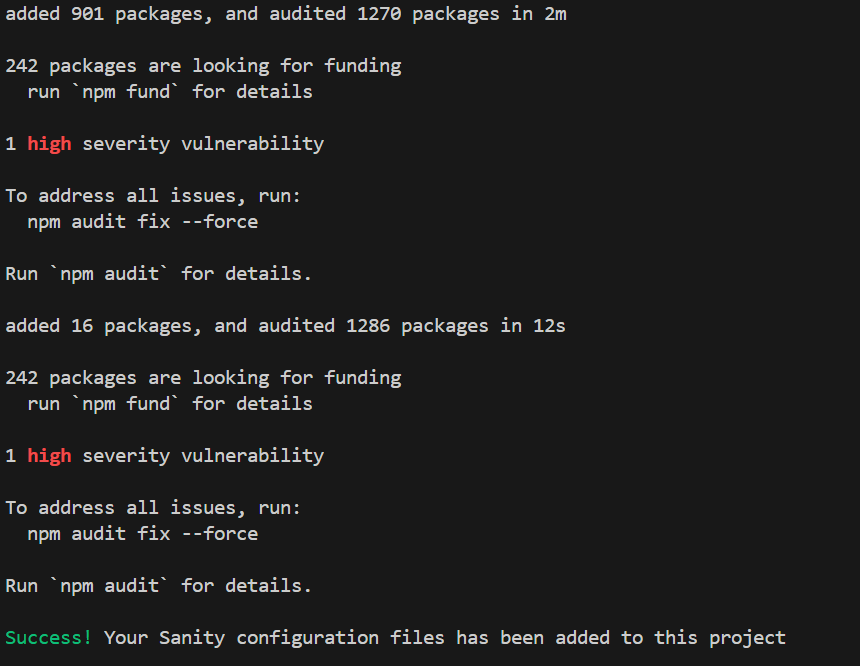 added 901 packages, and audited 1270 packages in 2m
242 packages are looking for funding
run `npm fund` for details
1 high severity vulnerability
To address all issues, run:
npm audit fix --force
Run `npm audit` for details.
added 16 packages, and audited 1286 packages in 12s
242 packages are looking for funding
run `npm fund` for details
1 high severity vulnerability
To address all issues, run:
npm audit fix --force
Run `npm audit` for details.
Success! Your Sanity configuration files has been added to this project